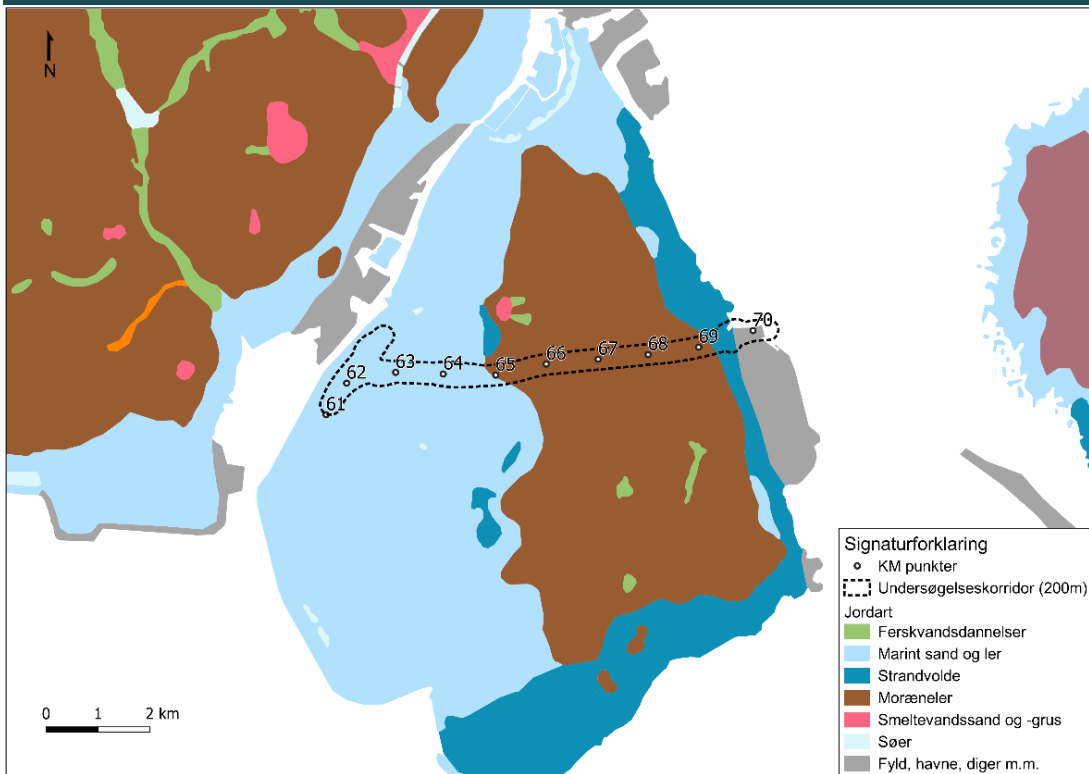 N
70
69
68
67
66
65
64
63
62
61
0 1 2 km
Signaturforklaring
KM punkter
Undersøgelseskorridor (200m)
Jordart
Ferskvandsdannelser
Marint sand og ler
Strandvolde
Moræneler
Smeltevandssand og -grus
Søer
Fyld, havne, diger m.m.